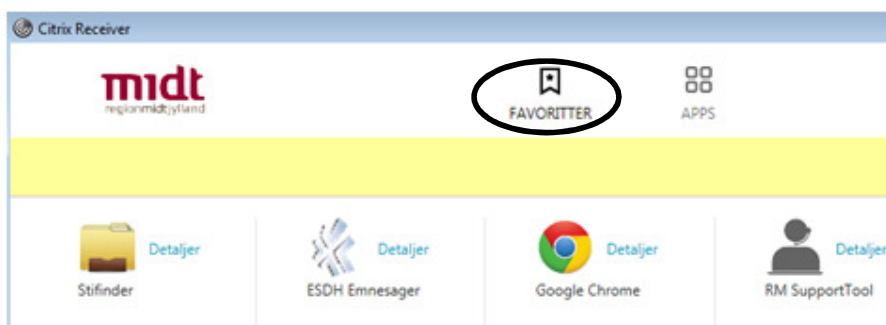 Citrix Receiver
midt
regionmidtjylland
FAVORITTER
APPS
Detaljer
Detaljer
Detaljer
Detaljer
Stifinder
ESDH Emnesager
Google Chrome
RM SupportTool